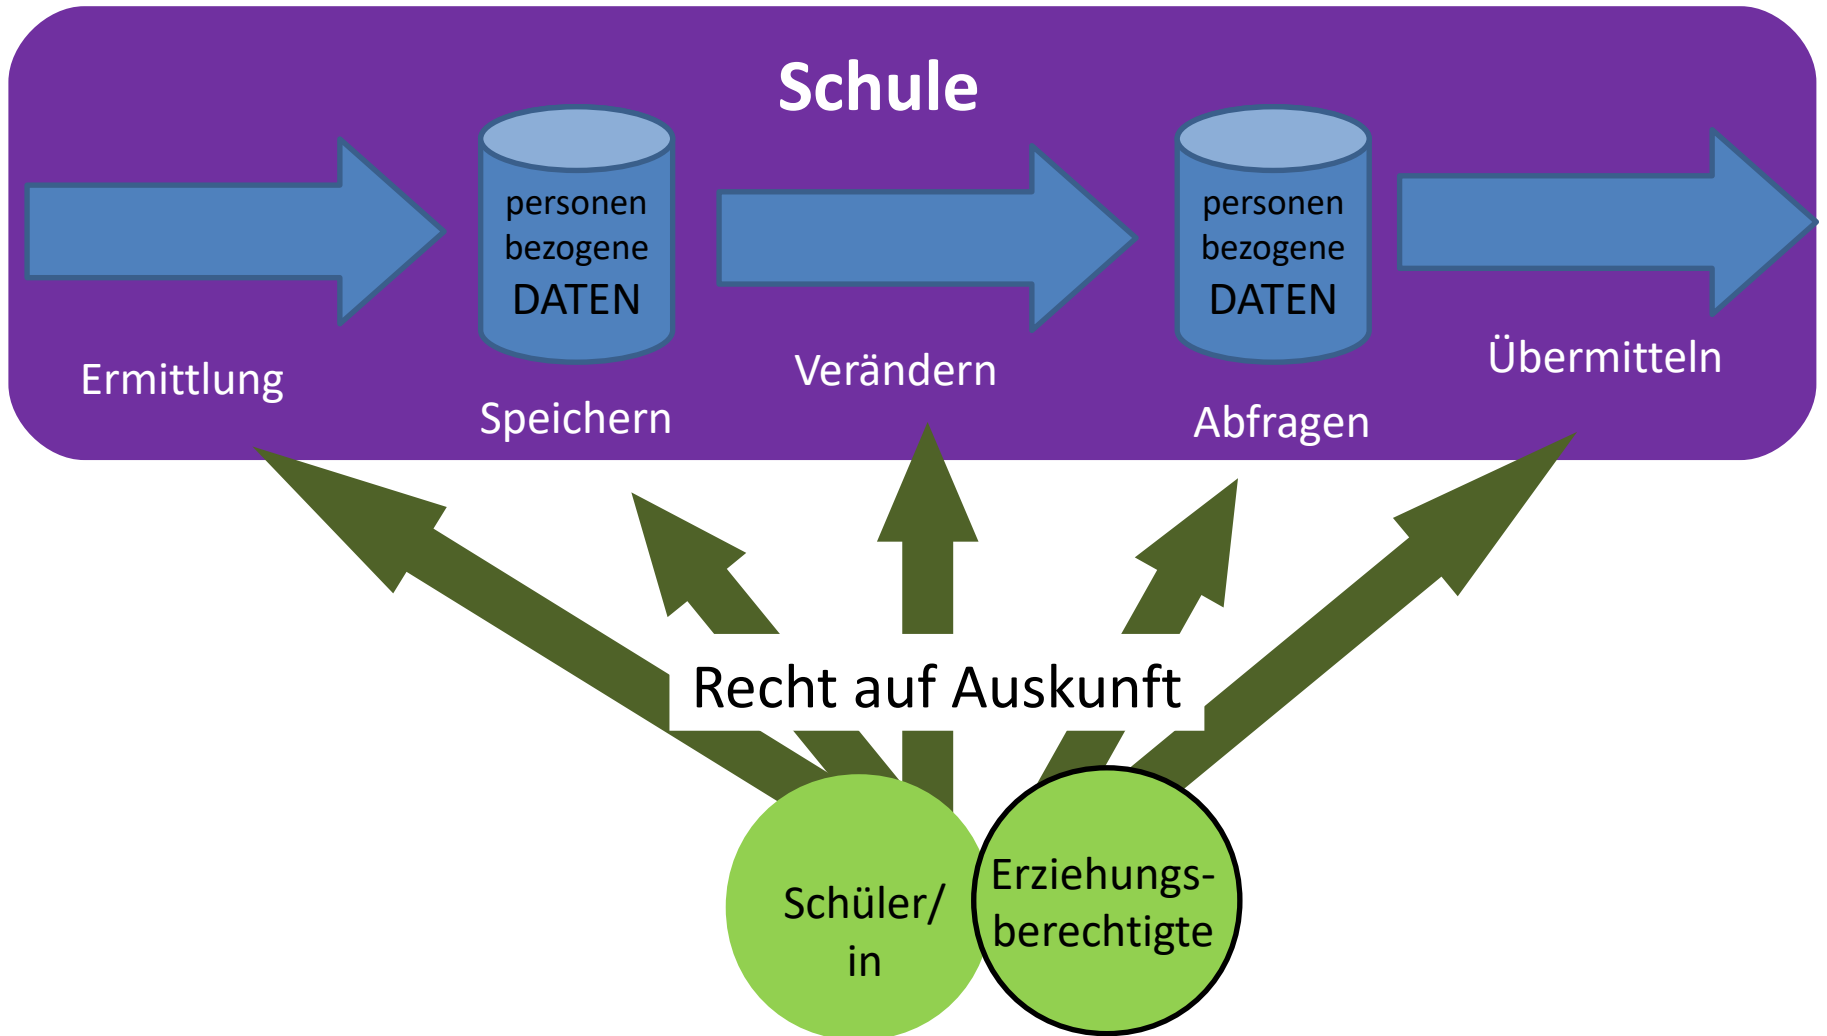 Schule
personen
bezogene
DATEN
personen
bezogene
DATEN
Ermittlung
Speichern
Verändern
Abfragen
Übermitteln
Recht auf Auskunft
Schüler/
in
Erziehungs-
berechtigte